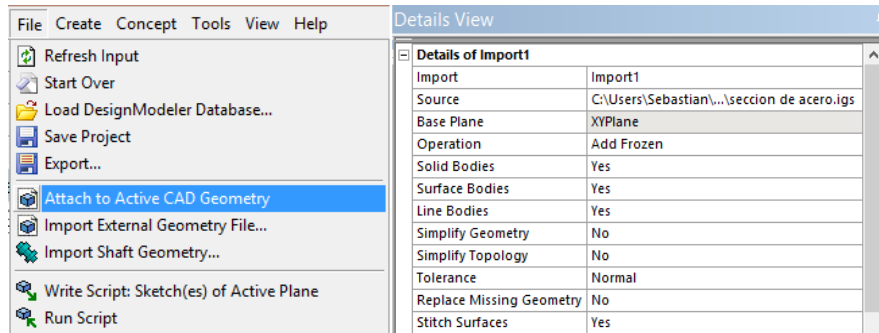 File Create Concept Tools View Help
Refresh Input
Start Over
Load DesignModeler Database...
Save Project
Export...
Attach to Active CAD Geometry
Import External Geometry File...
Import Shaft Geometry...
Write Script: Sketch(es) of Active Plane
Run Script
Details View
Details of Import1
Import Import1
Source C:\Users\Sebastian\...\seccion de acero.igs
Base Plane XYPlane
Operation Add Frozen
Solid Bodies Yes
Surface Bodies Yes
Line Bodies Yes
Simplify Geometry No
Simplify Topology No
Tolerance Normal
Replace Missing Geometry No
Stitch Surfaces Yes